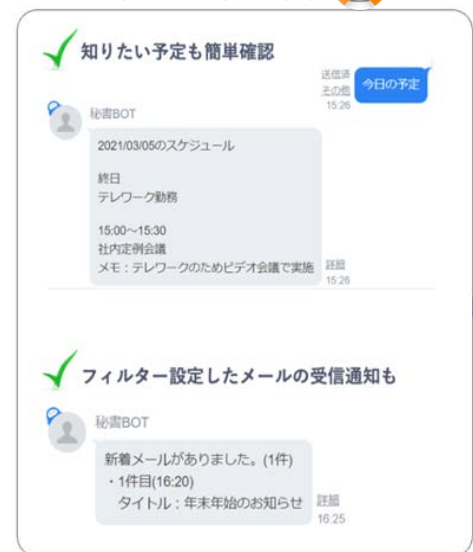 知りたい予定も簡単確認
送信済
その他
15:26
今日の予定
秘書BOT
2021/03/05のスケジュール
終日
テレワーク勤務
15:00～15:30
社内定例会議
メモ：テレワークのためビデオ会議で実施
詳細
15:26
フィルター設定したメールの受信通知も
秘書BOT
新着メールがありました。(1件)
・1件目(16:20)
タイトル：年末年始のお知らせ
詳細
16:25